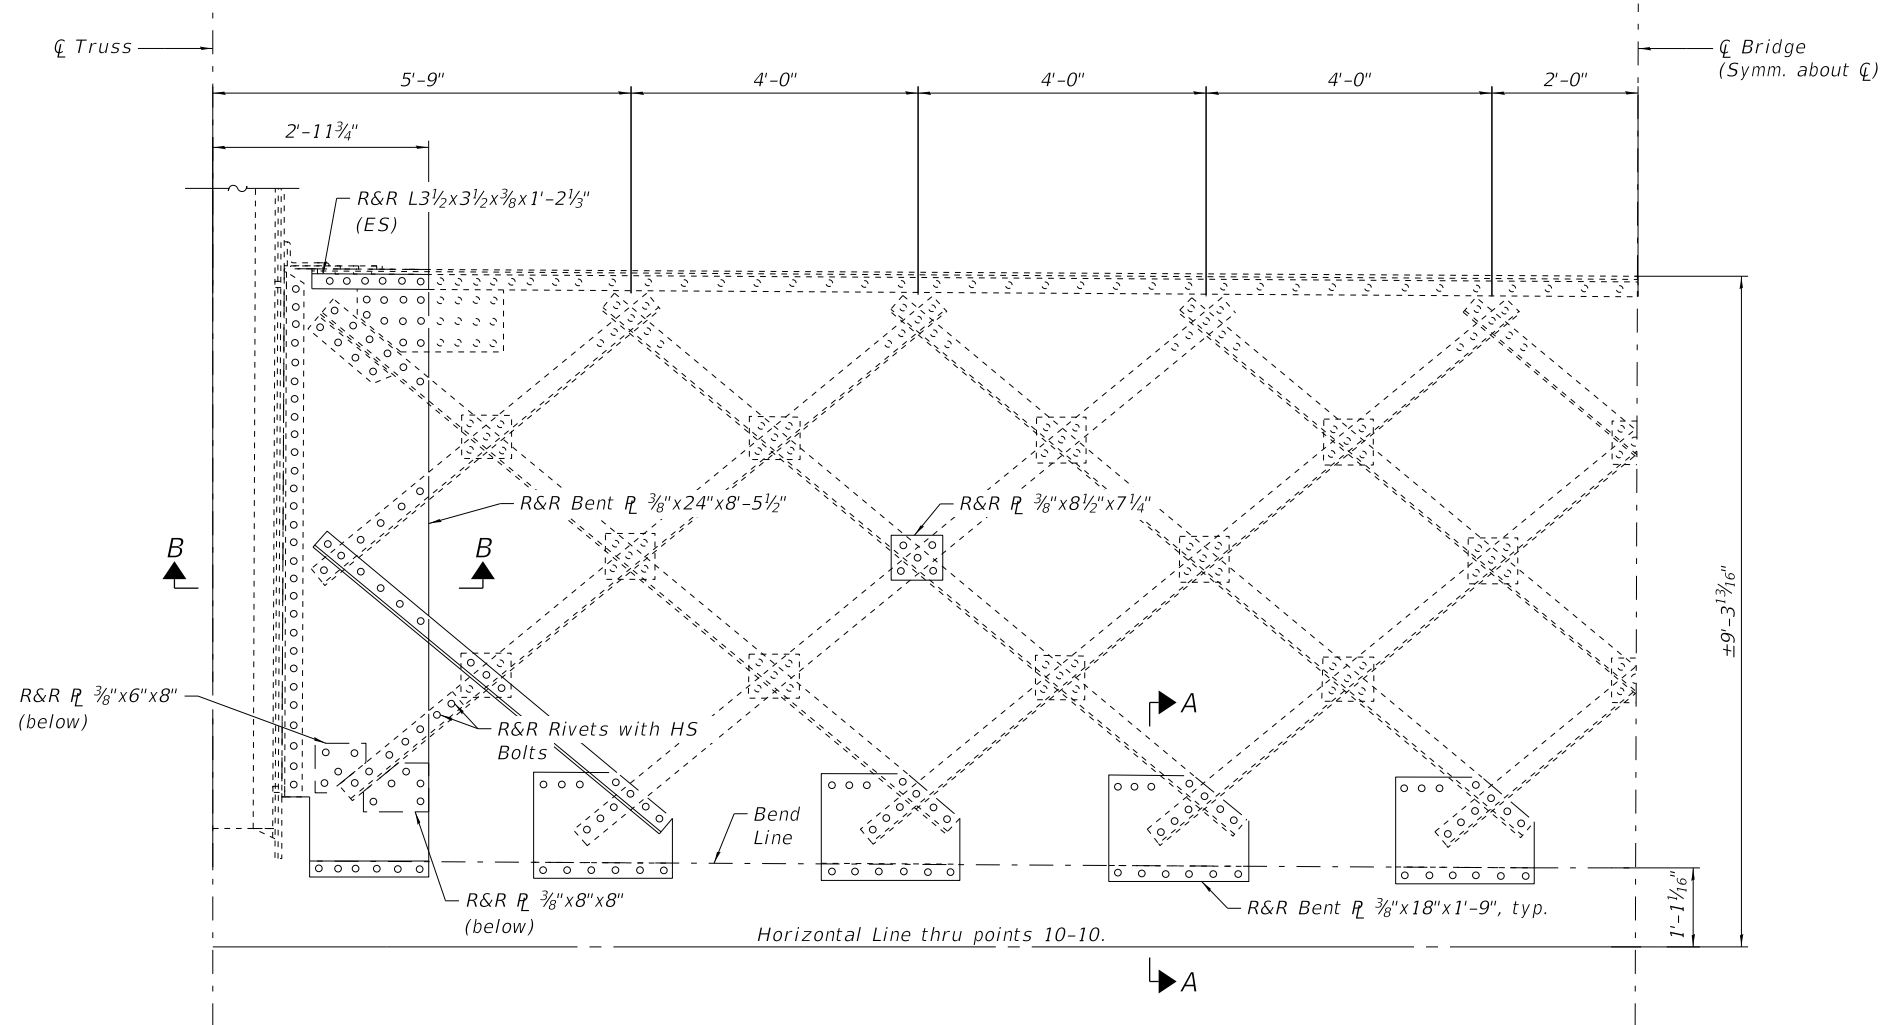 ℄ Truss
℄ Bridge
(Symm. about ℄)
5'-9"
4'-0"
4'-0"
4'-0"
2'-0"
2'-11¾"
R&R L3½x3½x⅜x1'-2⅓"
(ES)
R&R Bent ⅊ ⅜"x24"x8'-5½"
R&R ⅊ ⅜"x8½"x7¼"
B
B
±9'-3 13/16"
R&R ⅊ ⅜"x6"x8"
(below)
A
R&R Rivets with HS
Bolts
Bend
Line
R&R ⅊ ⅜"x8"x8"
(below)
R&R Bent ⅊ ⅜"x18"x1'-9", typ.
1'-1 1/16"
Horizontal Line thru points 10-10.
A